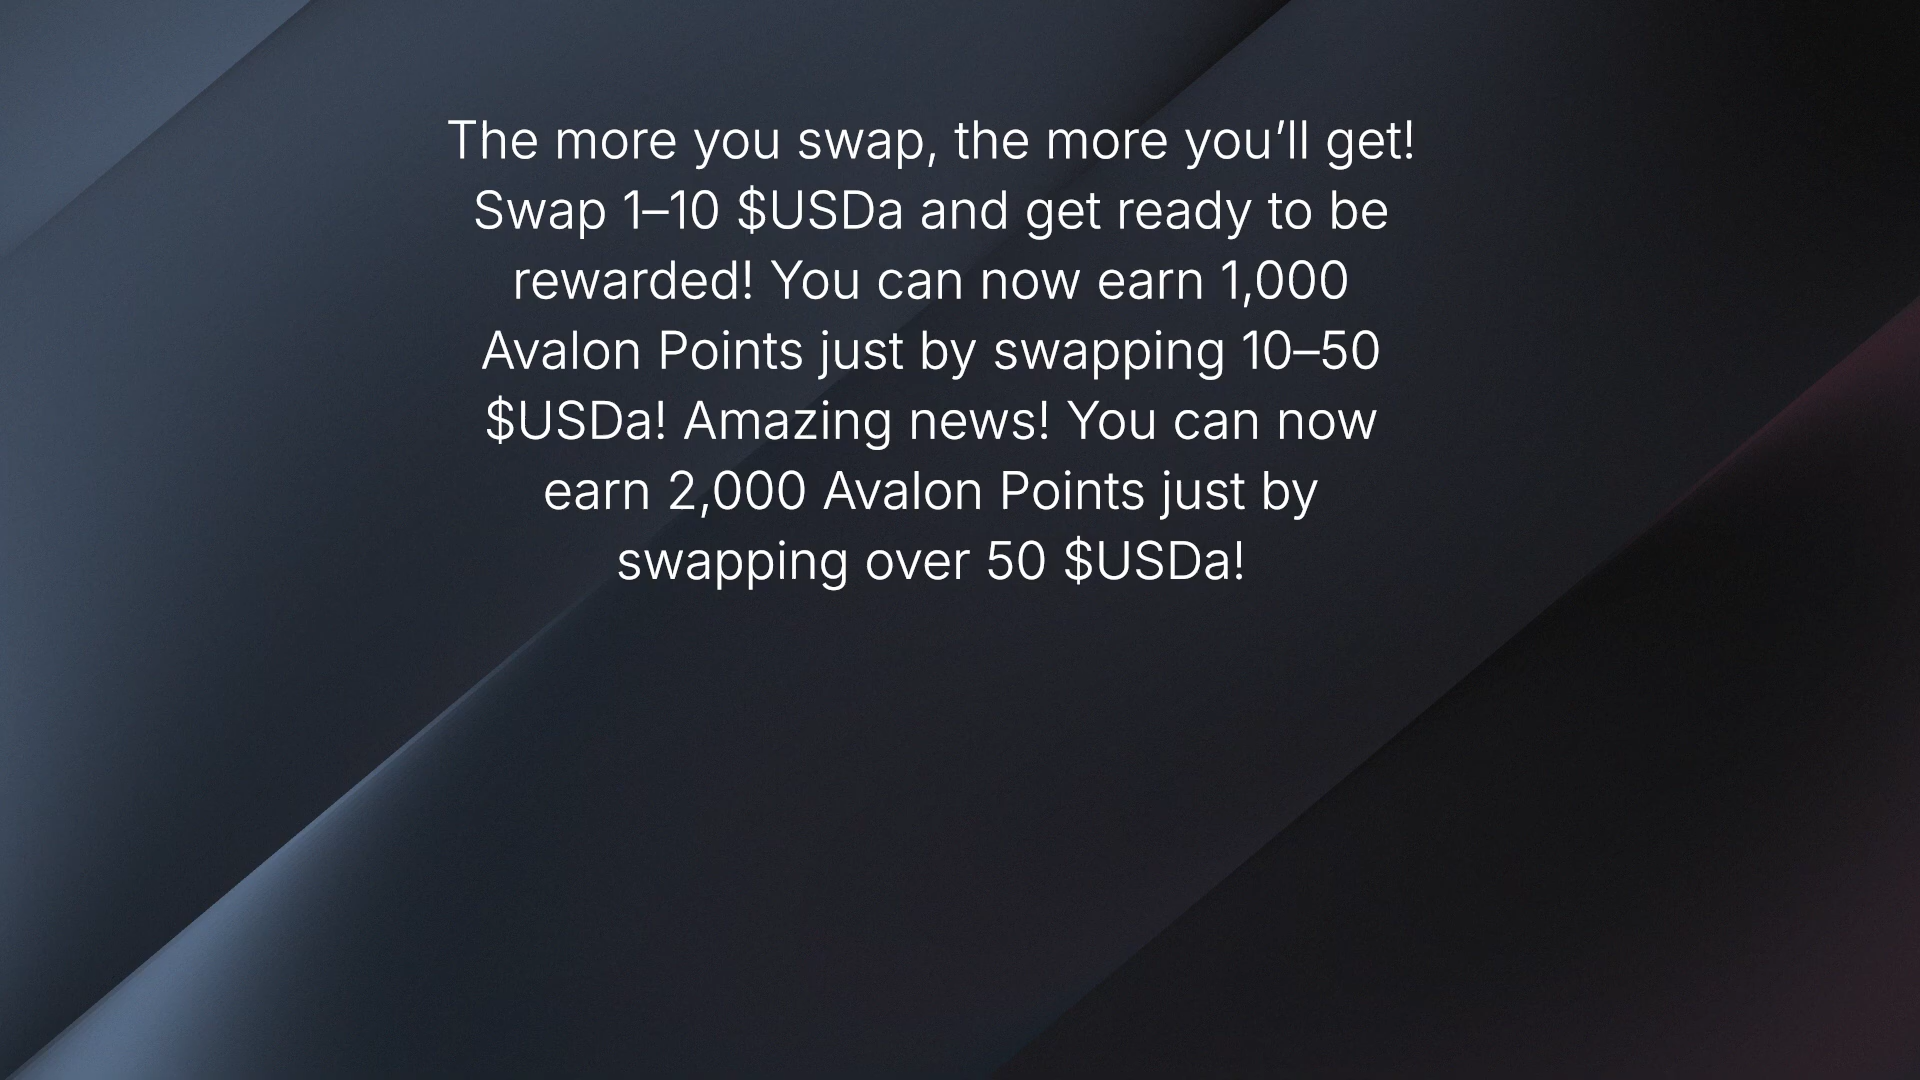 The more you swap, the more you’ll get!
Swap 1–10 $USDa and get ready to be
rewarded! You can now earn 1,000
Avalon Points just by swapping 10–50
$USDa! Amazing news! You can now
earn 2,000 Avalon Points just by
swapping over 50 $USDa!